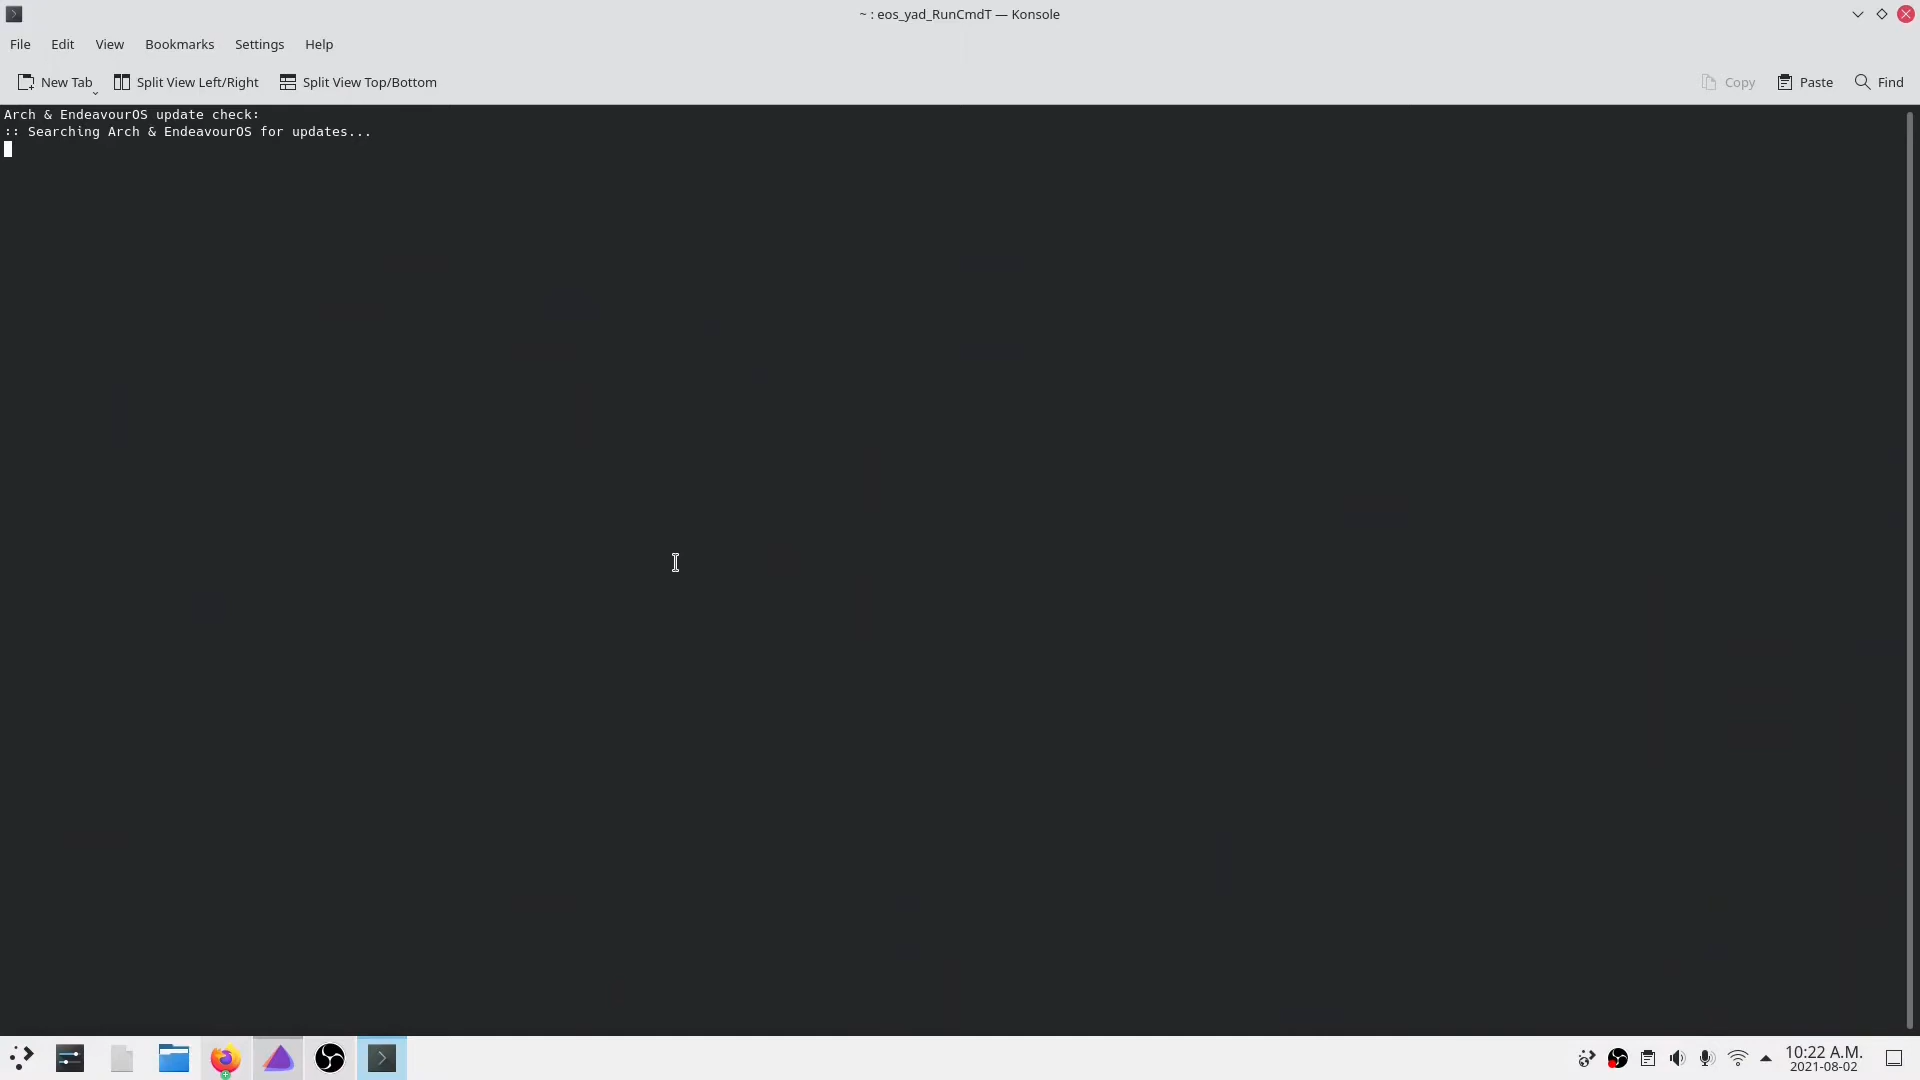 ~ : eos_yad_RunCmdT — Konsole
File Edit View Bookmarks Settings Help
New Tab Split View Left/Right Split View Top/Bottom Copy Paste Find
Arch & EndeavourOS update check:
:: Searching Arch & EndeavourOS for updates...
10:22 A.M.
2021-08-02